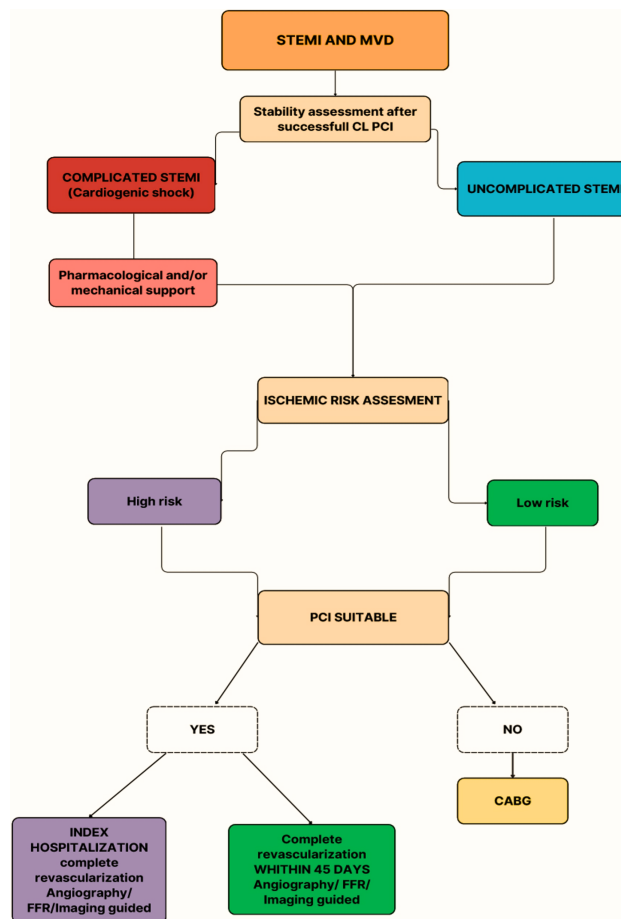 STEMI AND MVD
Stability assessment after
successfull CL PCI
COMPLICATED STEMI
(Cardiogenic shock)
UNCOMPLICATED STEMI
Pharmacological and/or
mechanical support
ISCHEMIC RISK ASSESMENT
High risk
Low risk
PCI SUITABLE
YES
NO
CABG
INDEX
HOSPITALIZATION
complete
revascularization
Angiography/
FFR/Imaging guided
Complete
revascularization
WHITHIN 45 DAYS
Angiography/ FFR/
Imaging guided